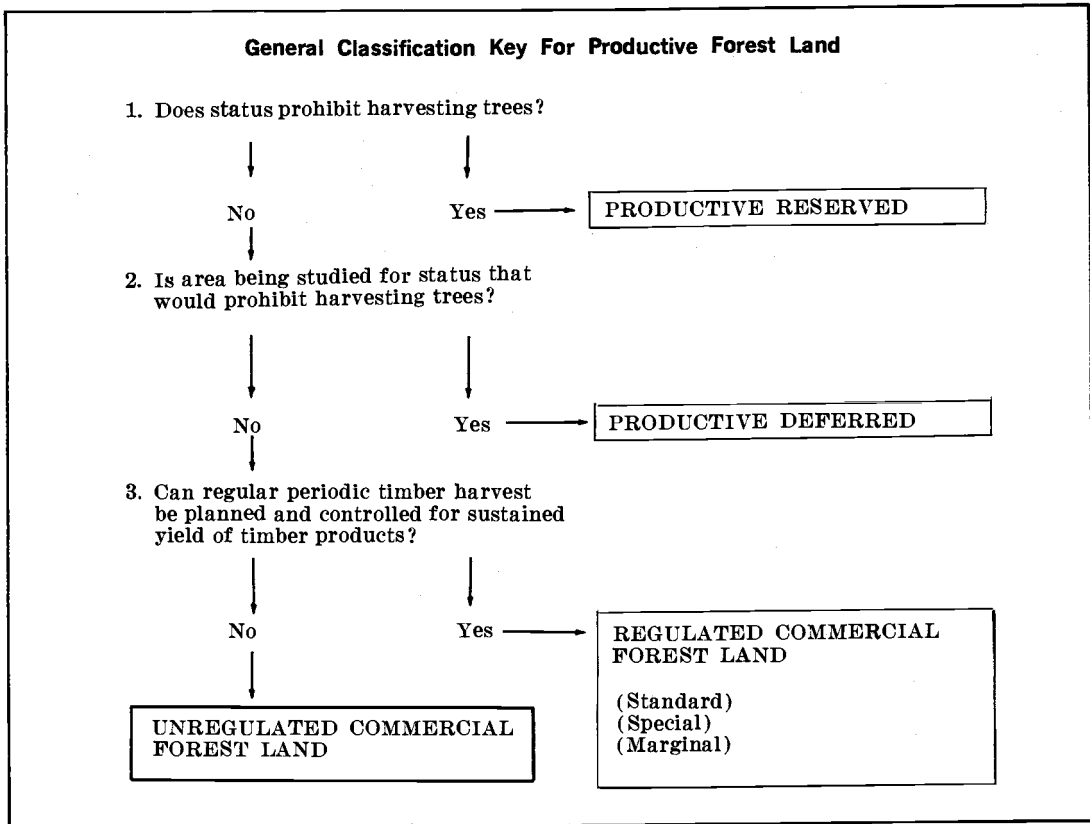 General Classification Key For Productive Forest Land
1. Does status prohibit harvesting trees?
No
Yes
PRODUCTIVE RESERVED
2. Is area being studied for status that
would prohibit harvesting trees?
No
Yes
PRODUCTIVE DEFERRED
3. Can regular periodic timber harvest
be planned and controlled for sustained
yield of timber products?
No
Yes
REGULATED COMMERCIAL
FOREST LAND
(Standard)
(Special)
(Marginal)
UNREGULATED COMMERCIAL
FOREST LAND